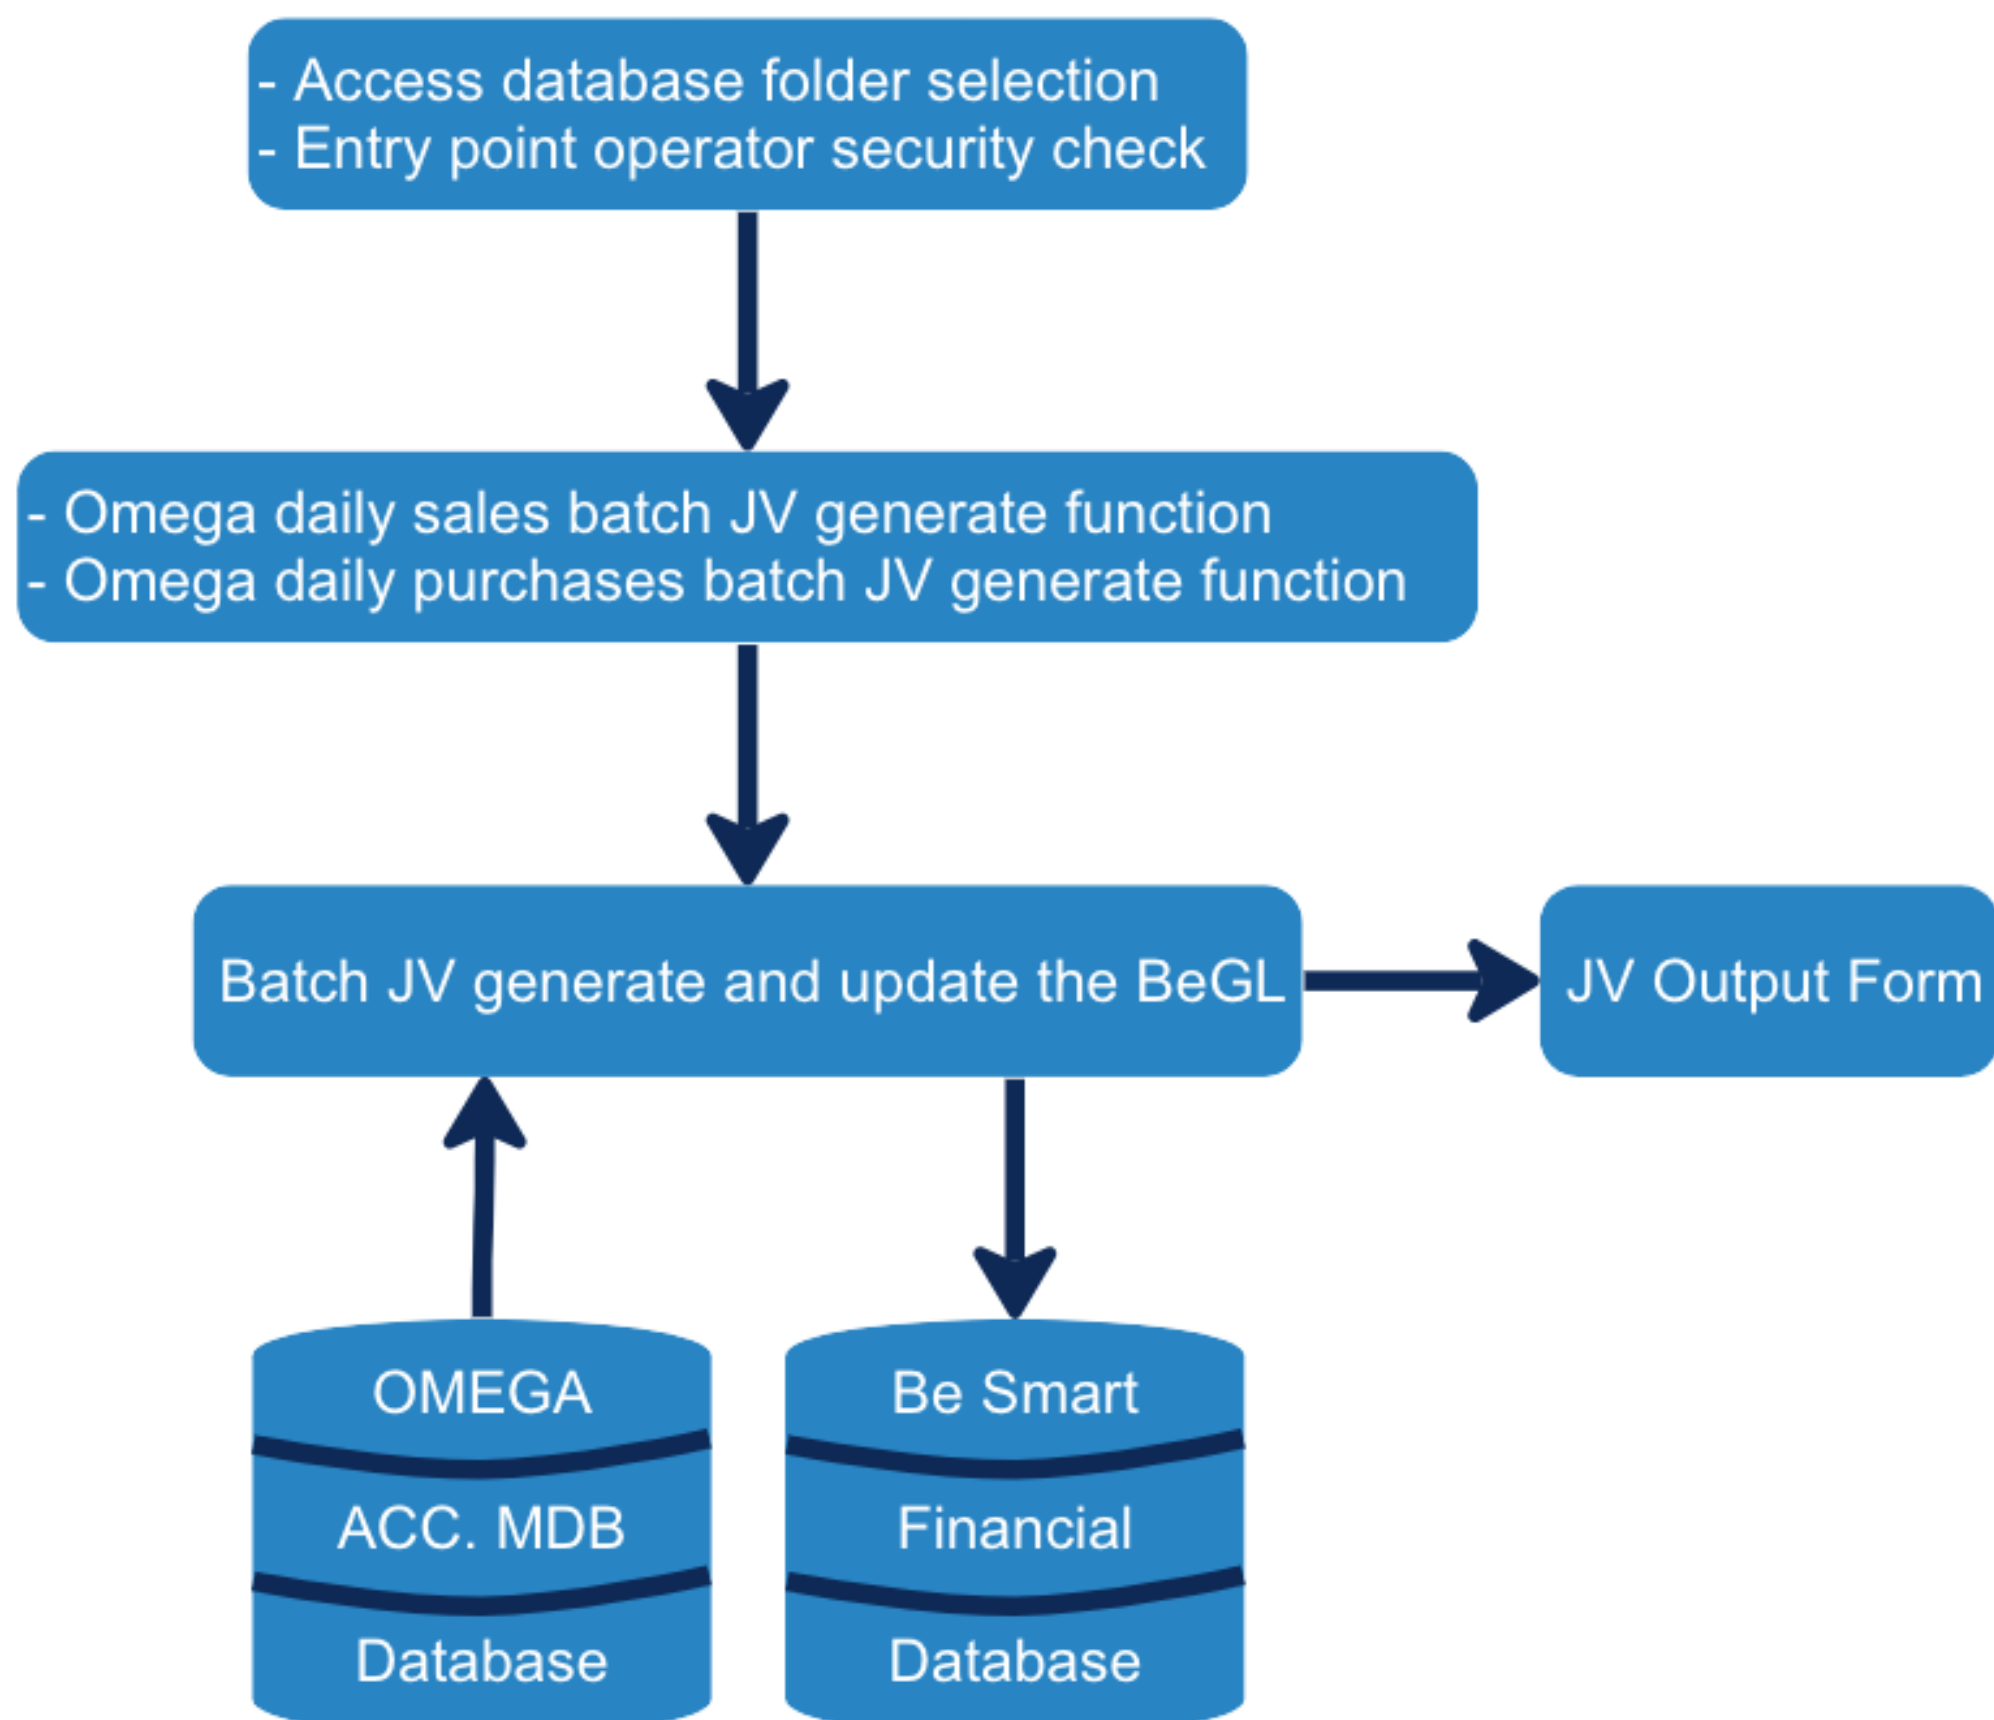 - Access database folder selection
- Entry point operator security check
- Omega daily sales batch JV generate function
- Omega daily purchases batch JV generate function
Batch JV generate and update the BeGL
JV Output Form
OMEGA
ACC. MDB
Database
Be Smart
Financial
Database